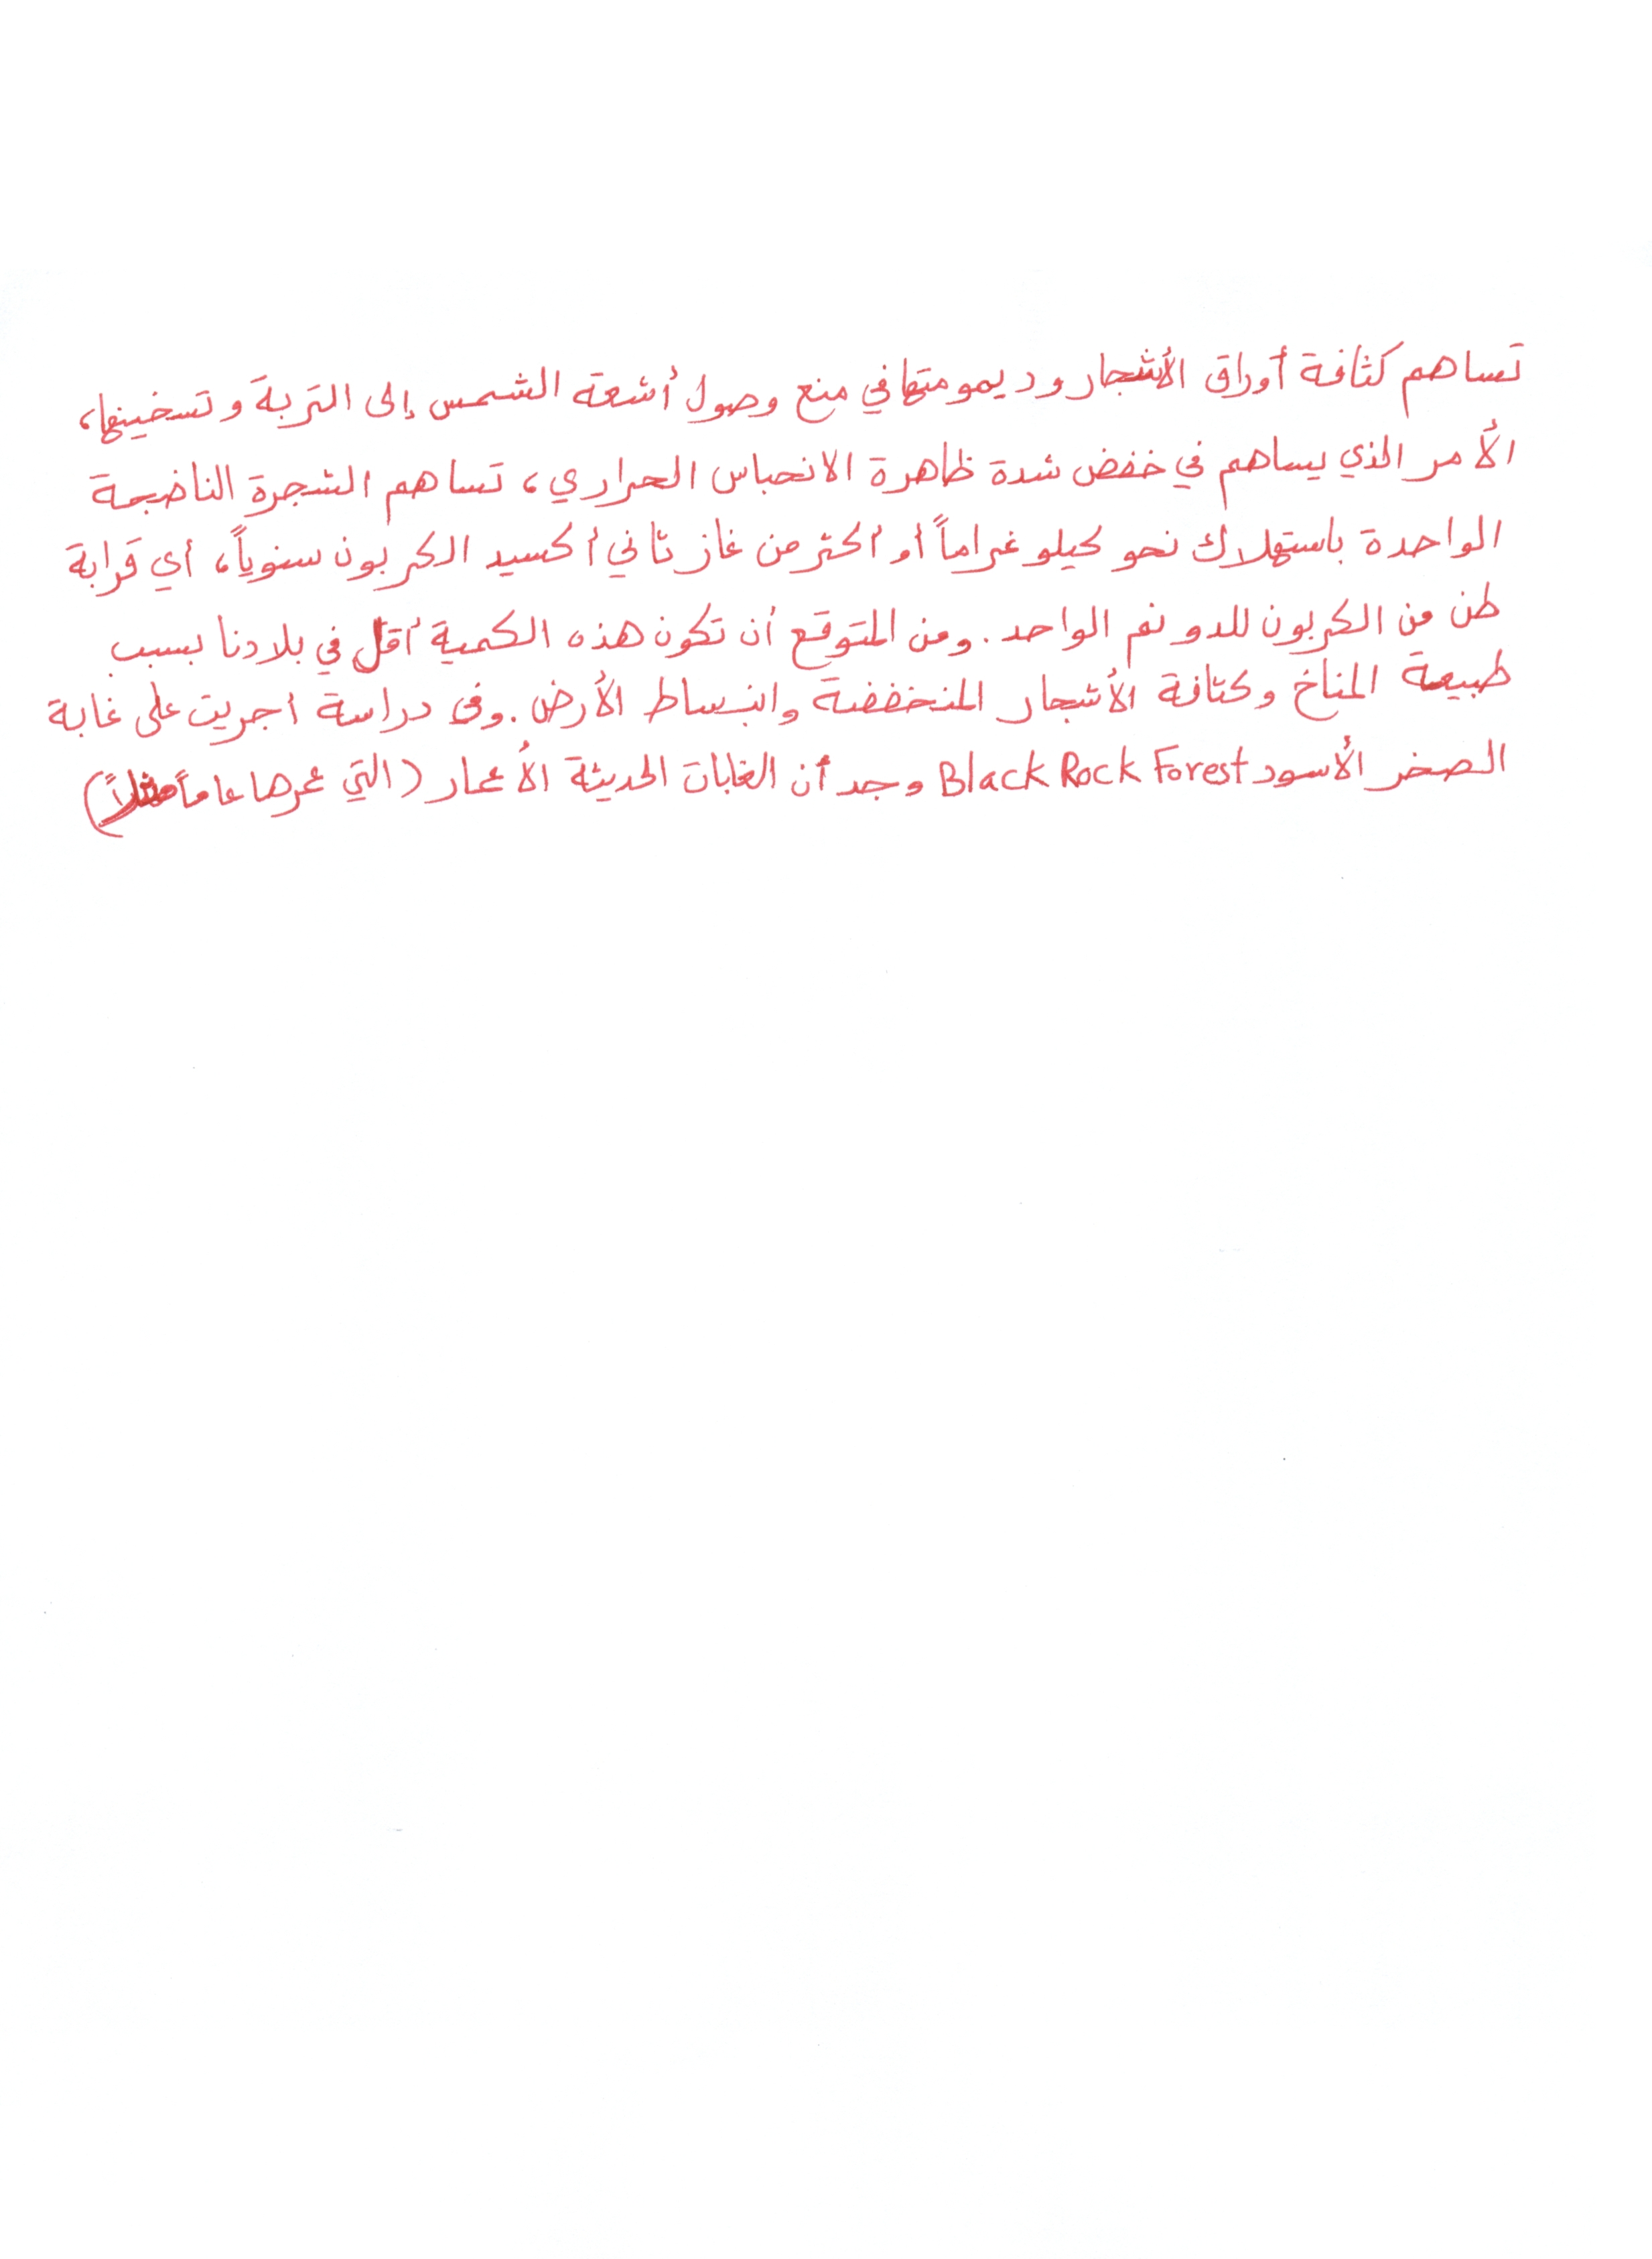 تساهم كثافة أوراق الأشجار وديمومتها في منع وصول أشعة الشمس إلى التربة وتسخينها،
الأمر الذي يساهم في خفض شدة ظاهرة الانحباس الحراري، تساهم الشجرة الناضجة
الواحدة باستهلاك نحو كيلو غراماً أو أكثر من غاز ثاني أكسيد الكربون سنوياً، أي قرابة
طن من الكربون للدونم الواحد. ومن المتوقع أن تكون هذه الكمية أقل في بلادنا بسبب
طبيعة المناخ وكثافة الأشجار المنخفضة وانبساط الأرض. وفي دراسة أجريت على غابة
الصخر الأسود Black Rock Forest وجد أن الغابات الحديثة الأعمار (التي عمرها عاماً مثلاً)